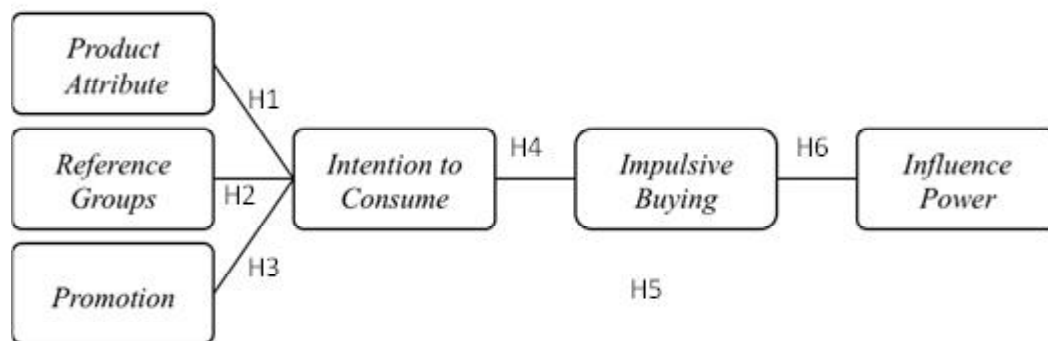 Product
Attribute
H1
Reference
Groups
H2
Intention to
Consume
H4
Impulsive
Buying
H6
Influence
Power
Promotion
H3
H5